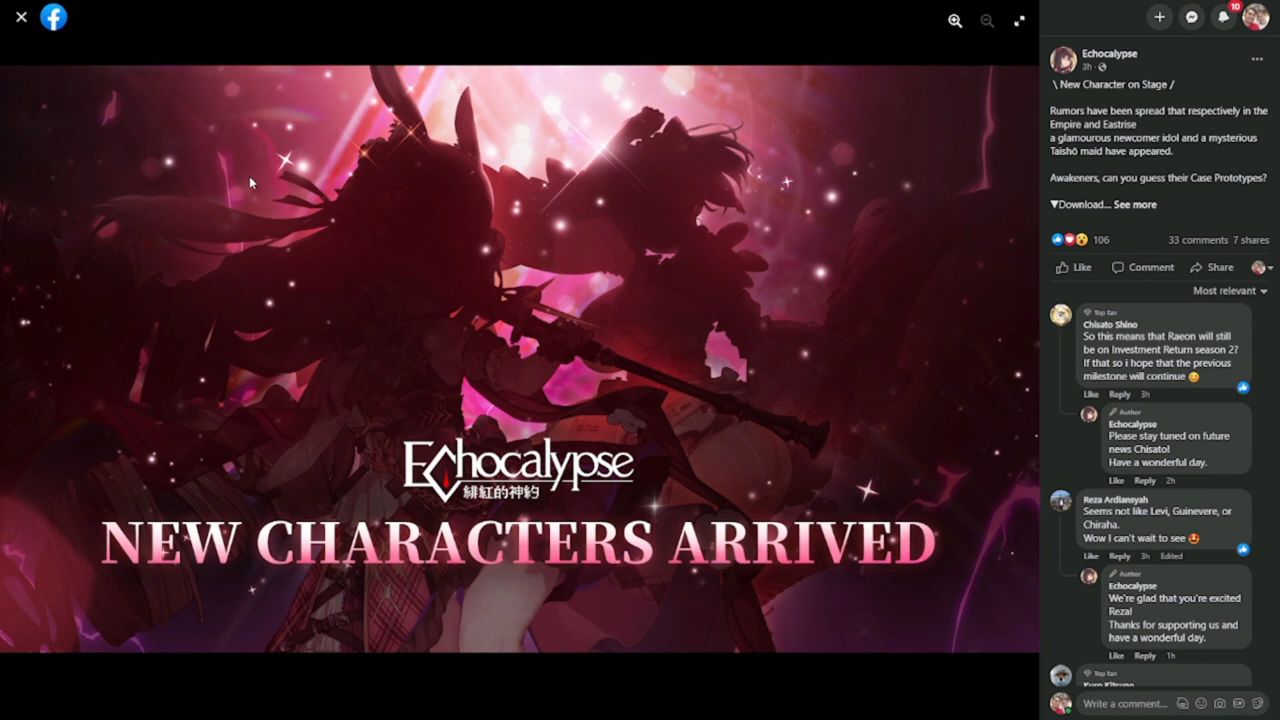 Echocalypse
緋紅的神約
NEW CHARACTERS ARRIVED
10
Echocalypse
3h ·
\ New Character on Stage /
Rumors have been spread that respectively in the
Empire and Eastrise
a glamourous newcomer idol and a mysterious
Taishō maid have appeared.
Awakeners, can you guess their Case Prototypes?
▼Download... See more
106
33 comments 7 shares
Like Comment Share
Most relevant
Top fan
Chisato Shino
So this means that Raeon will still
be on Investment Return season 2?
If that so i hope that the previous
milestone will continue 😄
Like Reply 3h
Author
Echocalypse
Please stay tuned on future
news Chisato!
Have a wonderful day.
Like Reply 2h
Reza Ardiansyah
Seems not like Levi, Guinevere, or
Chiraha.
Wow I can't wait to see 🤩
Like Reply 3h Edited
Author
Echocalypse
We're glad that you're excited
Reza!
Thanks for supporting us and
have a wonderful day.
Like Reply 1h
Top fan
Write a comment...